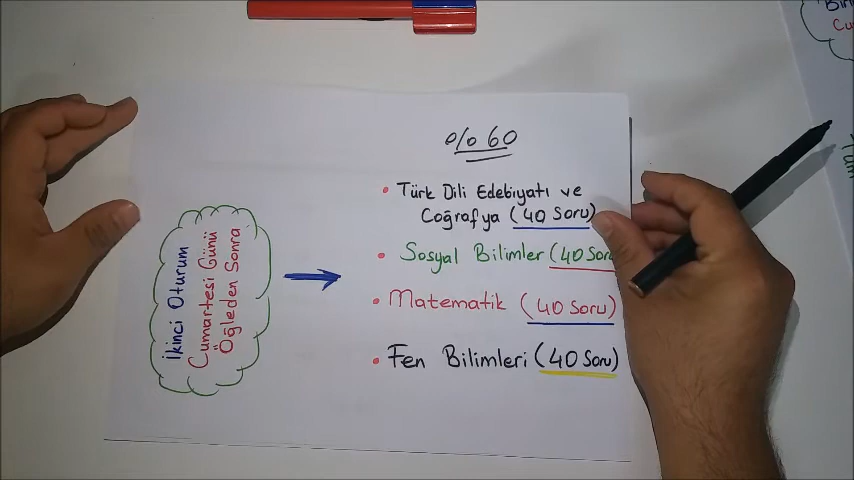 % 60
• Türk Dili Edebiyatı ve
Coğrafya (40 Soru)
• Sosyal Bilimler (40 Soru
• Matematik (40 Soru)
• Fen Bilimleri (40 Soru)
İkinci Oturum
Cumartesi Günü
Öğleden Sonra